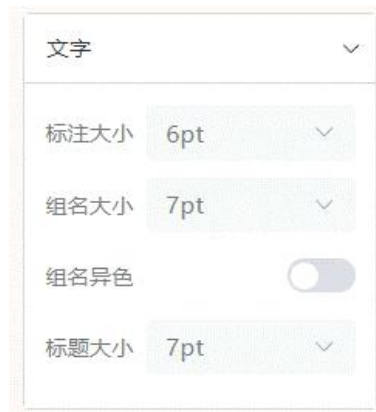 文字
标注大小 6pt
组名大小 7pt
组名异色
标题大小 7pt